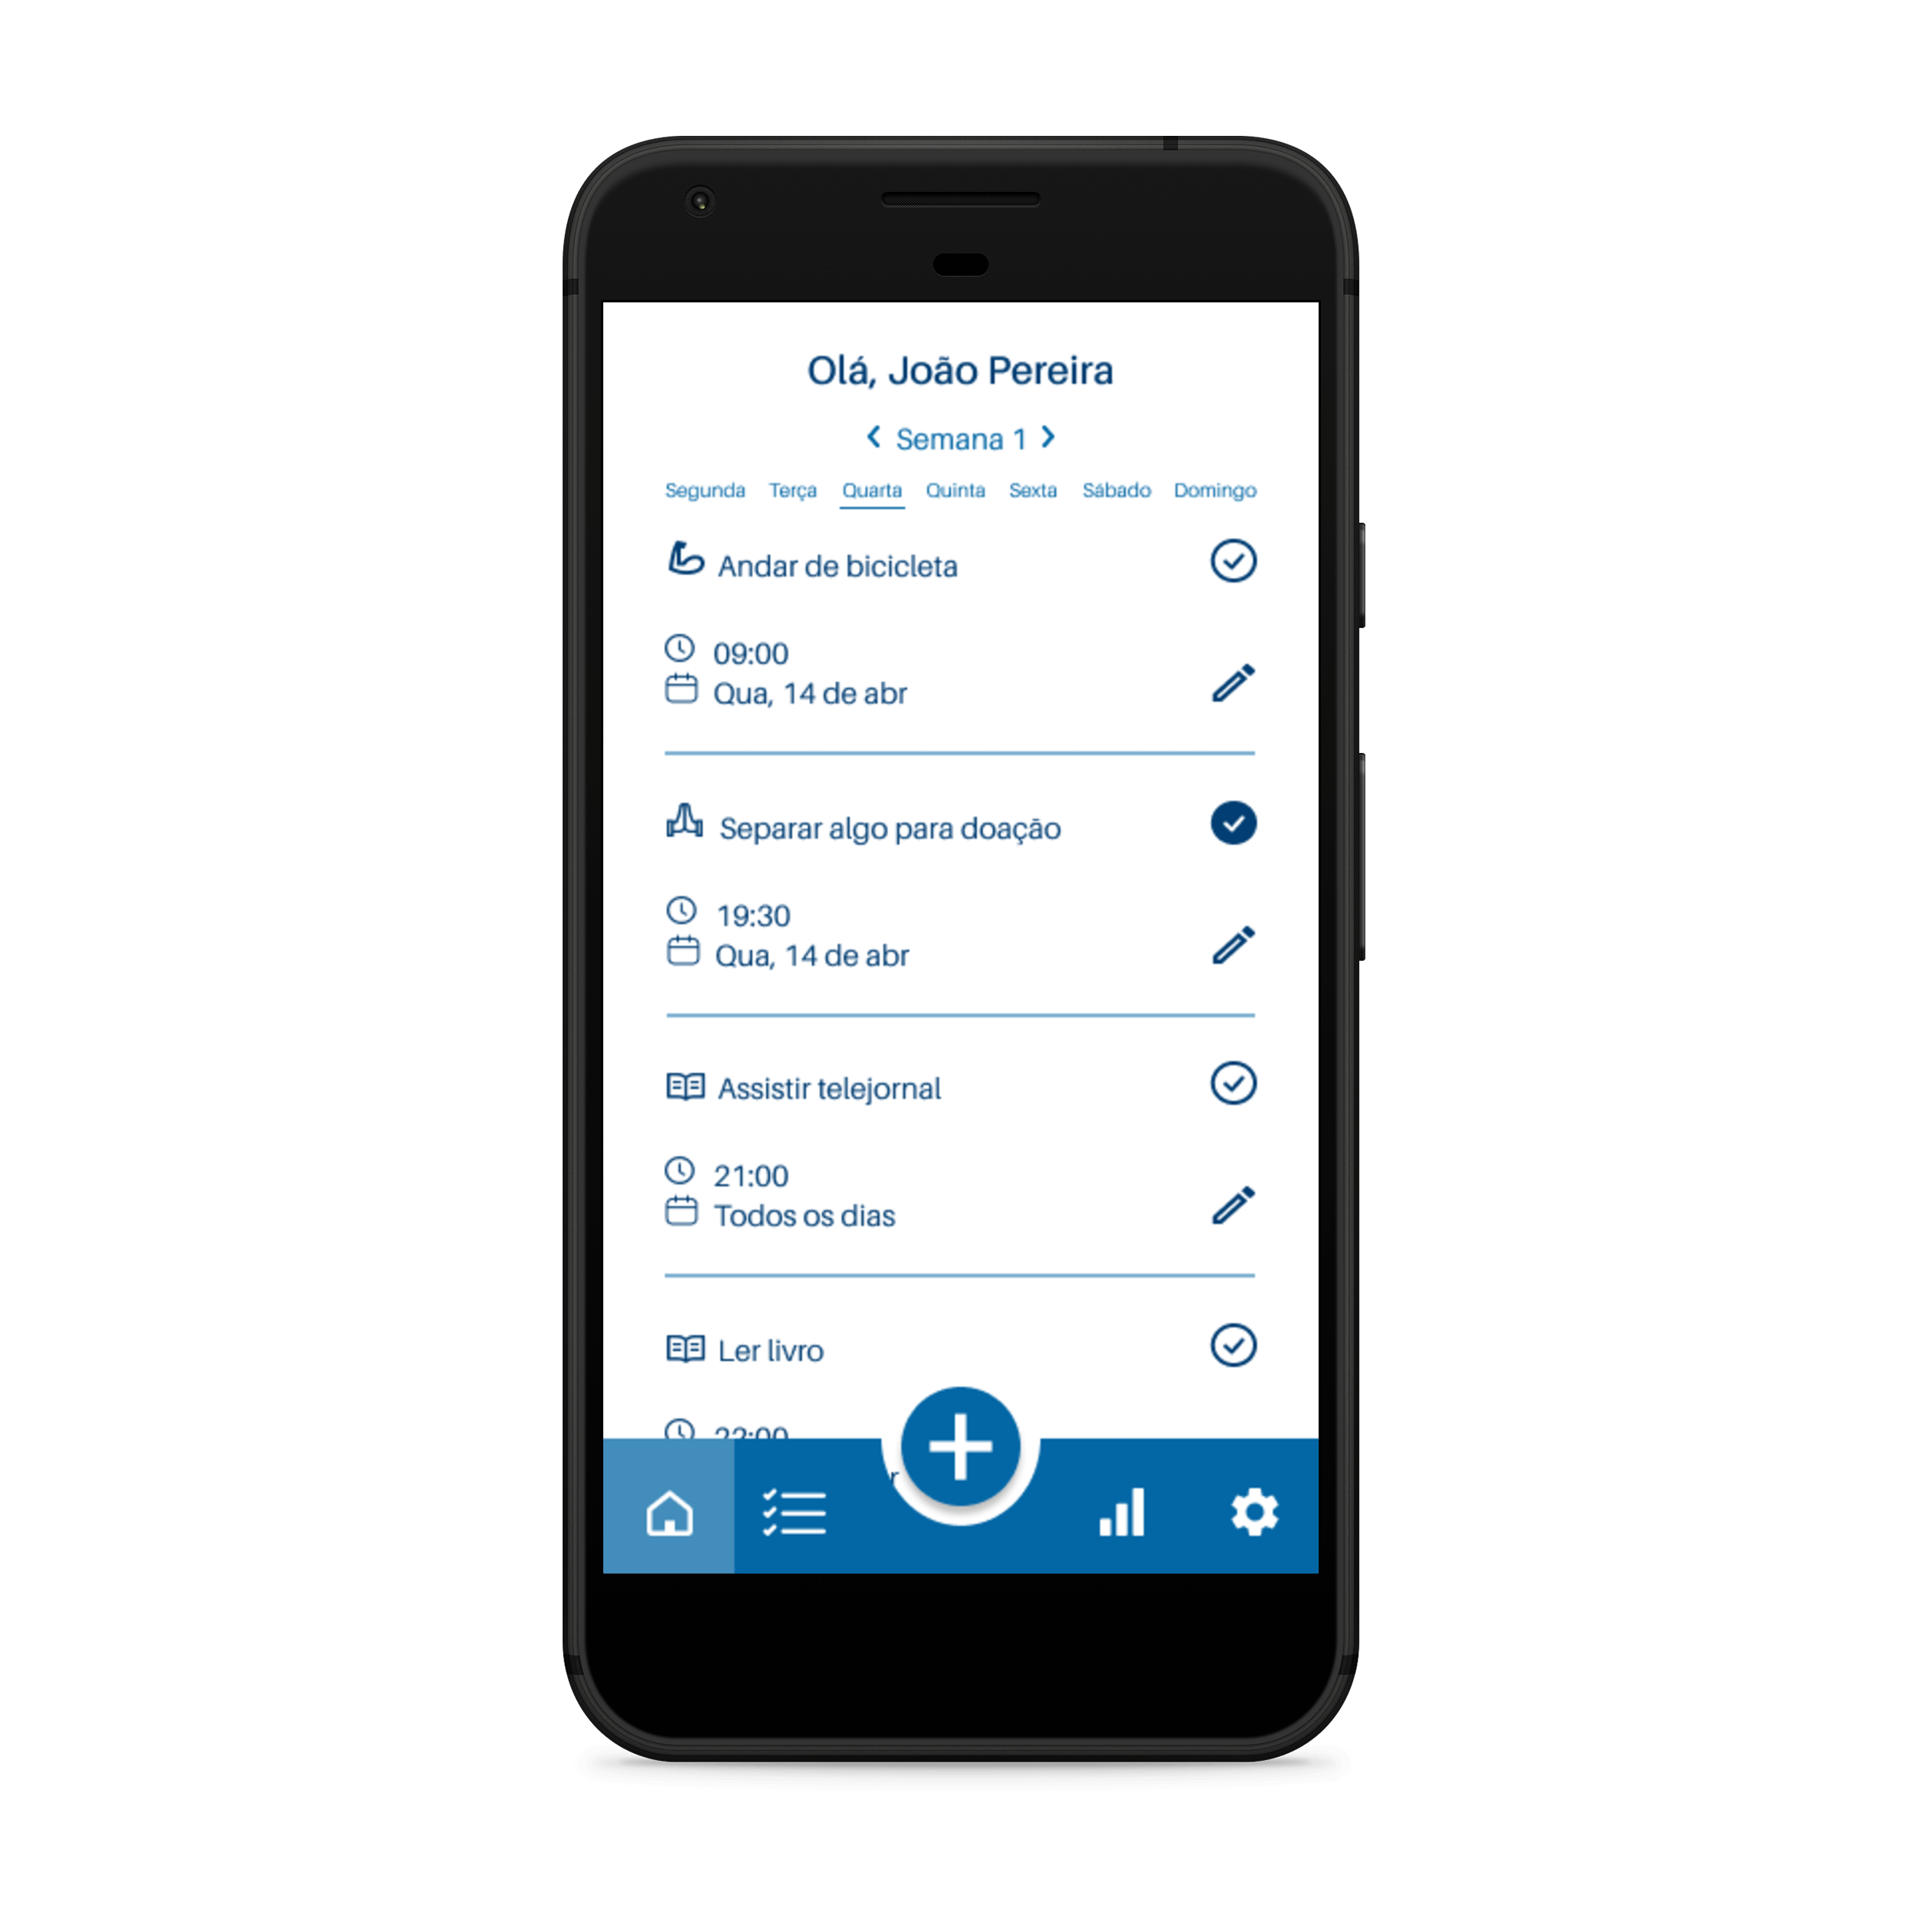 Olá, João Pereira
Semana 1
Segunda Terça Quarta Quinta Sexta Sábado Domingo
Andar de bicicleta
09:00
Qua, 14 de abr
Separar algo para doação
19:30
Qua, 14 de abr
Assistir telejornal
21:00
Todos os dias
Ler livro
22:00